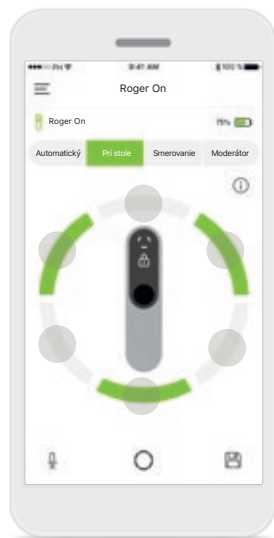 9:41 AM 100 %
Roger On
Roger On 75%
Automatický Pri stole Smerovanie Moderátor